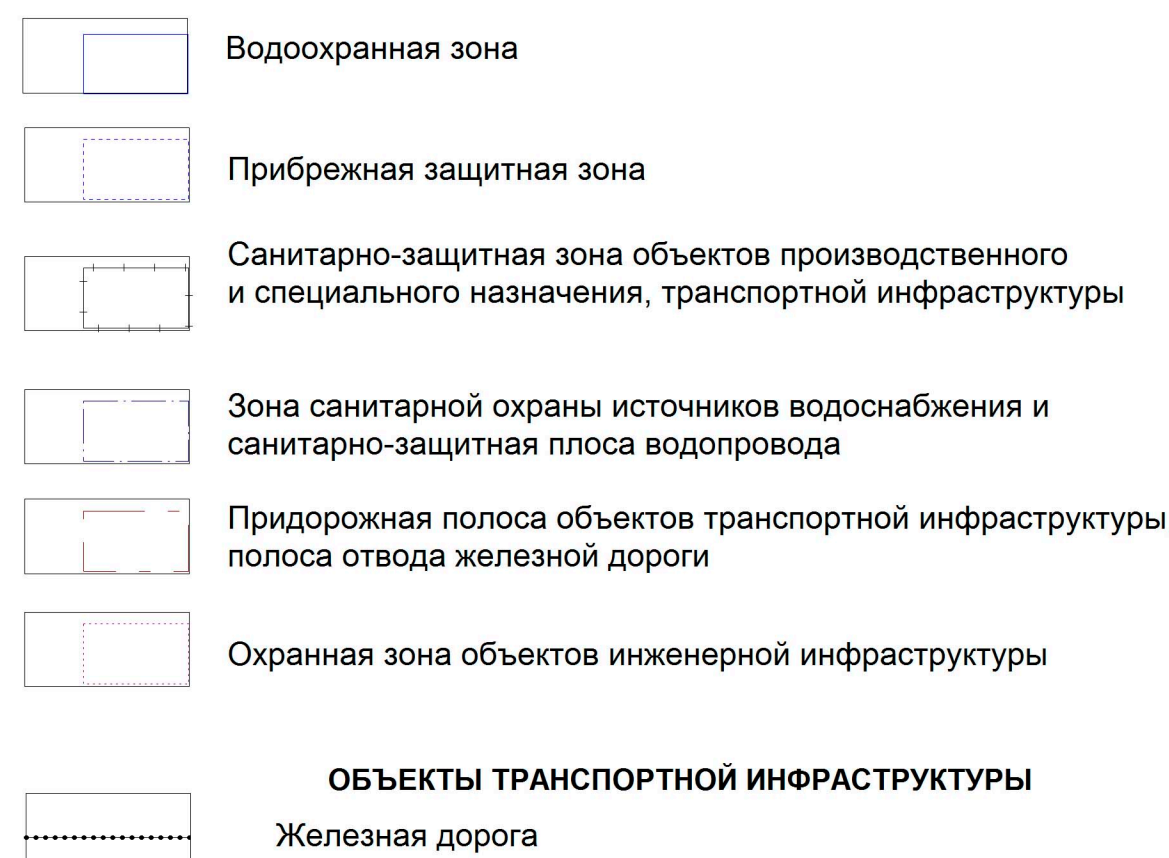 Водоохранная зона
Прибрежная защитная зона
Санитарно-защитная зона объектов производственного
и специального назначения, транспортной инфраструктуры
Зона санитарной охраны источников водоснабжения и
санитарно-защитная плоса водопровода
Придорожная полоса объектов транспортной инфраструктуры
полоса отвода железной дороги
Охранная зона объектов инженерной инфраструктуры
ОБЪЕКТЫ ТРАНСПОРТНОЙ ИНФРАСТРУКТУРЫ
Железная дорога